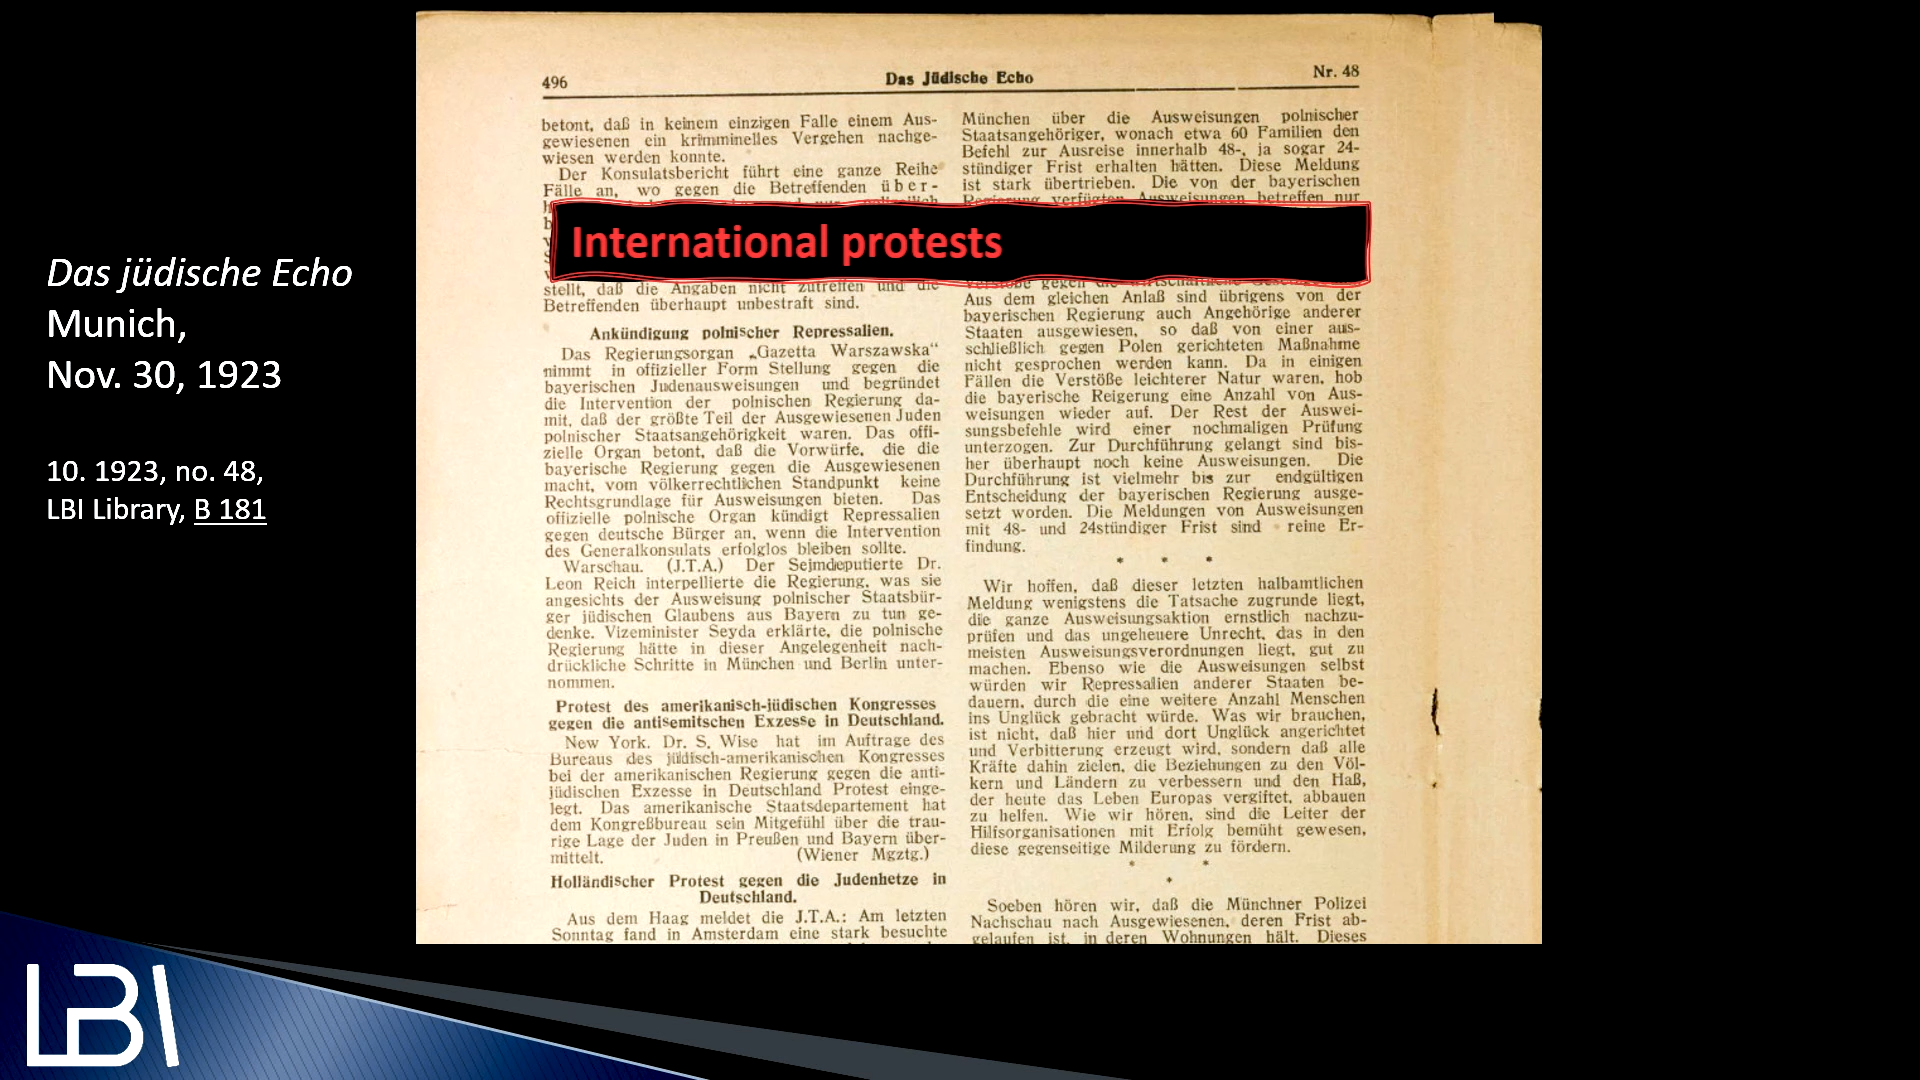 Das jüdische Echo
Munich,
Nov. 30, 1923
10. 1923, no. 48,
LBI Library, B 181
LBI
496
Das Jüdische Echo
Nr. 48
betont, daß in keinem einzigen Falle einem Aus-
gewiesenen ein krimminelles Vergehen nachge-
wiesen werden konnte.
Der Konsulatsbericht führt eine ganze Reihe
Fälle an, wo gegen die Betreffenden über-
International protests
stellt, daß die Angaben nicht zutreffen und die
Betreffenden überhaupt unbestraft sind.
Ankündigung polnischer Repressalien.
Das Regierungsorgan „Gazetta Warszawska“
nimmt in offizieller Form Stellung gegen die
bayerischen Judenausweisungen und begründet
die Intervention der polnischen Regierung da-
mit, daß der größte Teil der Ausgewiesenen Juden
polnischer Staatsangehörigkeit waren. Das offi-
zielle Organ betont, daß die Vorwürfe, die die
bayerische Regierung gegen die Ausgewiesenen
macht, vom völkerrechtlichen Standpunkt keine
Rechtsgrundlage für Ausweisungen bieten. Das
offizielle polnische Organ kündigt Repressalien
gegen deutsche Bürger an, wenn die Intervention
des Generalkonsulats erfolglos bleiben sollte.
Warschau. (J.T.A.) Der Sejmdeputierte Dr.
Leon Reich interpellierte die Regierung, was sie
angesichts der Ausweisung polnischer Staatsbür-
ger jüdischen Glaubens aus Bayern zu tun ge-
denke. Vizeminister Seyda erklärte, die polnische
Regierung hätte in dieser Angelegenheit nach-
drückliche Schritte in München und Berlin unter-
nommen.
Protest des amerikanisch-jüdischen Kongresses
gegen die antisemitschen Exzesse in Deutschland.
New York. Dr. S. Wise hat im Auftrage des
Bureaus des jüdisch-amerikanischen Kongresses
bei der amerikanischen Regierung gegen die anti-
jüdischen Exzesse in Deutschland Protest einge-
legt. Das amerikanische Staatsdepartement hat
dem Kongreßbureau sein Mitgefühl über die trau-
rige Lage der Juden in Preußen und Bayern über-
mittelt. (Wiener Mgztg.)
Holländischer Protest gegen die Judenhetze in
Deutschland.
Aus dem Haag meldet die J.T.A.: Am letzten
Sonntag fand in Amsterdam eine stark besuchte
München über die Ausweisungen polnischer
Staatsangehöriger, wonach etwa 60 Familien den
Befehl zur Ausreise innerhalb 48-, ja sogar 24-
stündiger Frist erhalten hätten. Diese Meldung
ist stark übertrieben. Die von der bayerischen
Regierung verfügten Ausweisungen betreffen nur
Verstöße gegen die
Aus dem gleichen Anlaß sind übrigens von der
bayerischen Regierung auch Angehörige anderer
Staaten ausgewiesen, so daß von einer aus-
schließlich gegen Polen gerichteten Maßnahme
nicht gesprochen werden kann. Da in einigen
Fällen die Verstöße leichterer Natur waren, hob
die bayerische Reigerung eine Anzahl von Aus-
weisungen wieder auf. Der Rest der Auswei-
sungsbefehle wird einer nochmaligen Prüfung
unterzogen. Zur Durchführung gelangt sind bis-
her überhaupt noch keine Ausweisungen. Die
Durchführung ist vielmehr bis zur endgültigen
Entscheidung der bayerischen Regierung ausge-
setzt worden. Die Meldungen von Ausweisungen
mit 48- und 24stündiger Frist sind reine Er-
findung.
* * *
Wir hoffen, daß dieser letzten halbamtlichen
Meldung wenigstens die Tatsache zugrunde liegt,
die ganze Ausweisungsaktion ernstlich nachzu-
prüfen und das ungeheuere Unrecht, das in den
meisten Ausweisungsverordnungen liegt, gut zu
machen. Ebenso wie die Ausweisungen selbst
würden wir Repressalien anderer Staaten be-
dauern, durch die eine weitere Anzahl Menschen
ins Unglück gebracht würde. Was wir brauchen,
ist nicht, daß hier und dort Unglück angerichtet
und Verbitterung erzeugt wird, sondern daß alle
Kräfte dahin zielen, die Beziehungen zu den Völ-
kern und Ländern zu verbessern und den Haß,
der heute das Leben Europas vergiftet, abbauen
zu helfen. Wie wir hören, sind die Leiter der
Hilfsorganisationen mit Erfolg bemüht gewesen,
diese gegenseitige Milderung zu fördern.
* * *
Soeben hören wir, daß die Münchner Polizei
Nachschau nach Ausgewiesenen, deren Frist ab-
gelaufen ist, in deren Wohnungen hält. Dieses